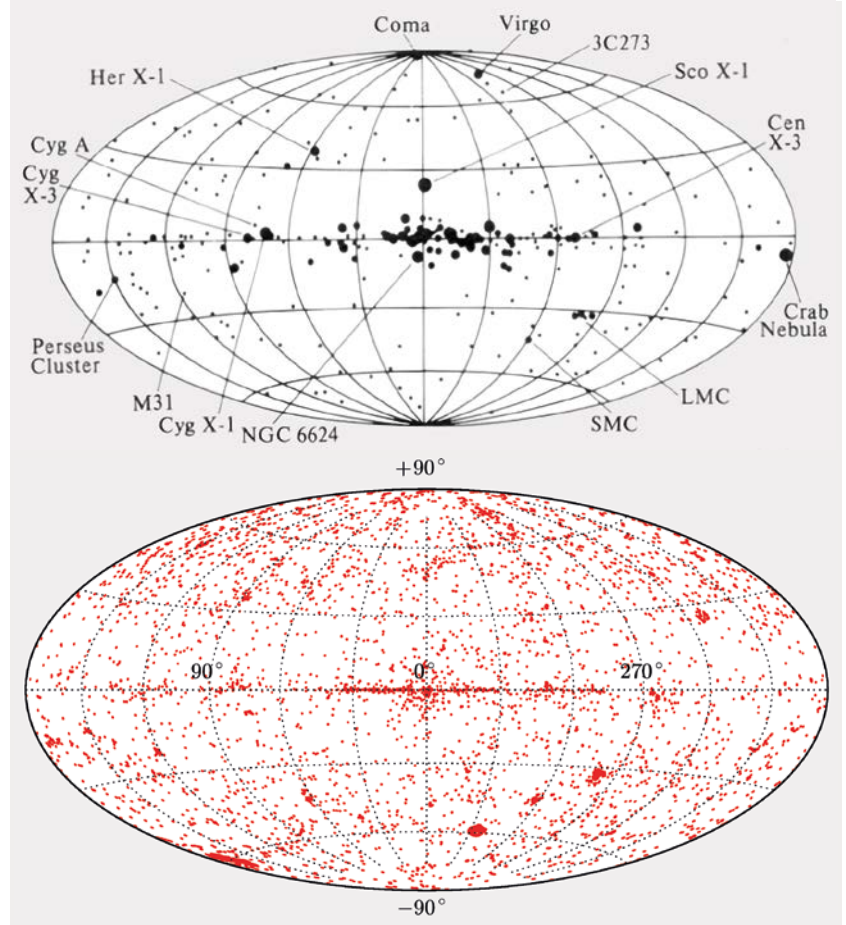 Coma
Virgo
3C273
Her X-1
Sco X-1
Cen
X-3
Cyg A
Cyg
X-3
Crab
Nebula
Perseus
Cluster
M31
Cyg X-1
NGC 6624
SMC
LMC
+90°
90°
0°
270°
−90°